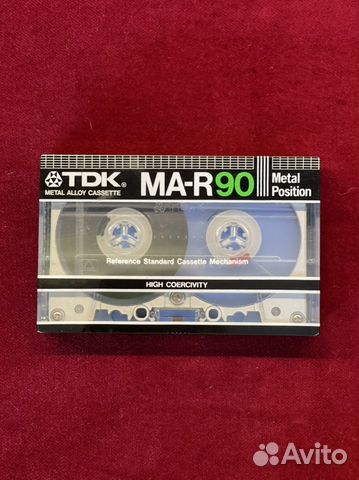 TDK® MA-R90 Metal
METAL ALLOY CASSETTE Position
Reference Standard Cassette Mechanism
HIGH COERCIVITY
Avito